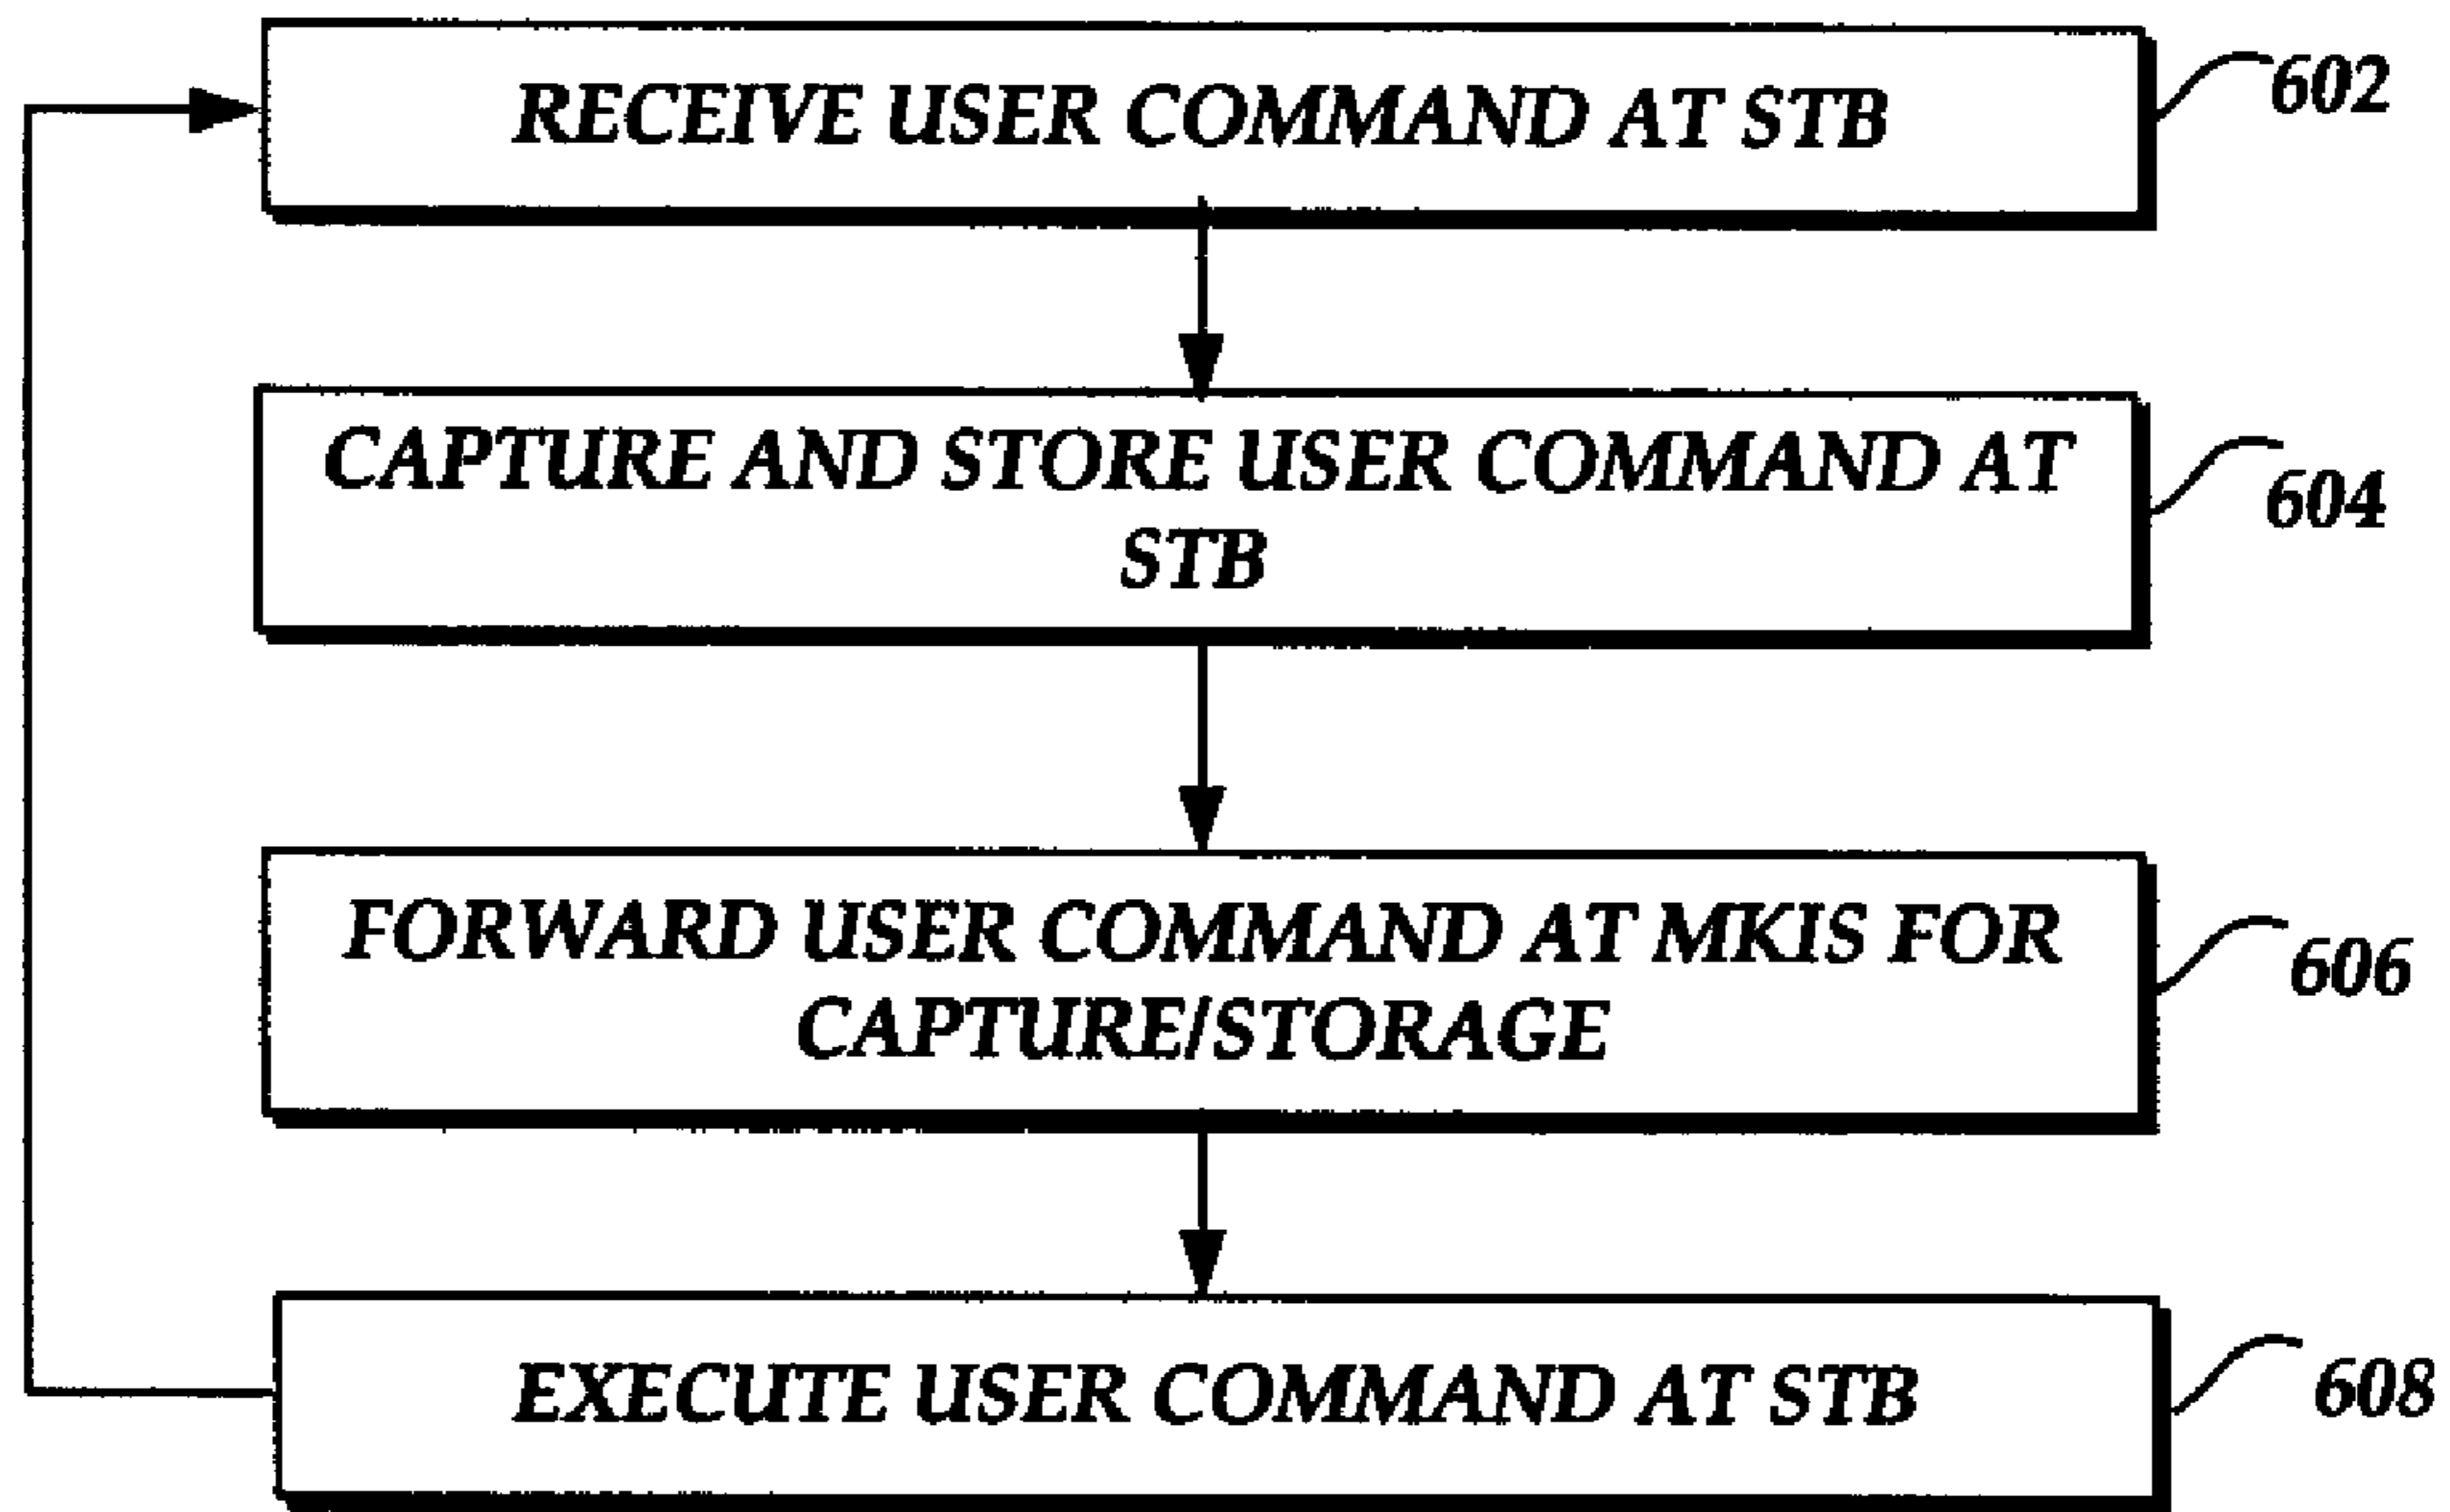 RECEIVE USER COMMAND AT STB
602
CAPTURE AND STORE USER COMMAND AT
STB
604
FORWARD USER COMMAND AT MKIS FOR
CAPTURE/STORAGE
606
EXECUTE USER COMMAND AT STB
608